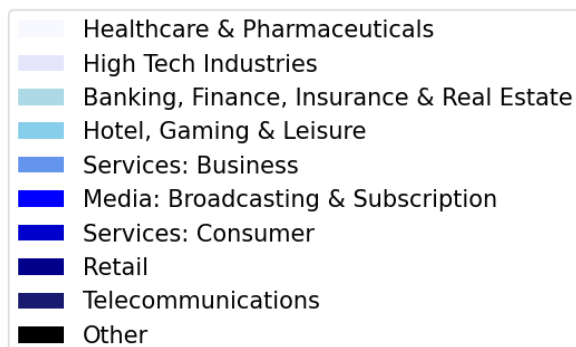 Healthcare & Pharmaceuticals
High Tech Industries
Banking, Finance, Insurance & Real Estate
Hotel, Gaming & Leisure
Services: Business
Media: Broadcasting & Subscription
Services: Consumer
Retail
Telecommunications
Other